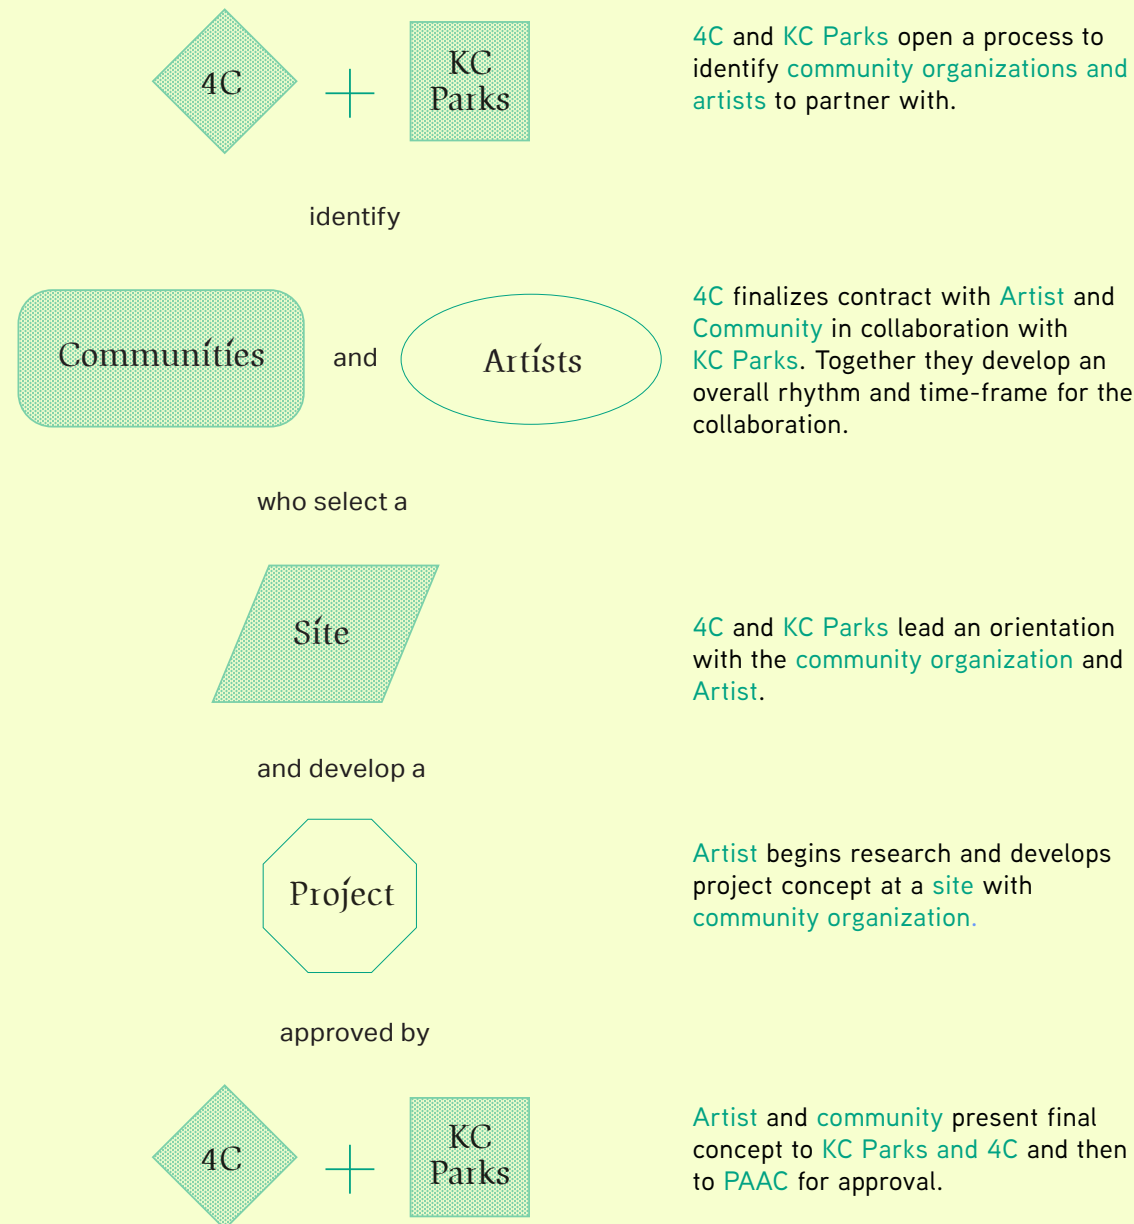 4C
KC
Parks
4C and KC Parks open a process to
identify community organizations and
artists to partner with.
identify
Communities
and
Artists
4C finalizes contract with Artist and
Community in collaboration with
KC Parks. Together they develop an
overall rhythm and time-frame for the
collaboration.
who select a
Site
4C and KC Parks lead an orientation
with the community organization and
Artist.
and develop a
Project
Artist begins research and develops
project concept at a site with
community organization.
approved by
4C
KC
Parks
Artist and community present final
concept to KC Parks and 4C and then
to PAAC for approval.